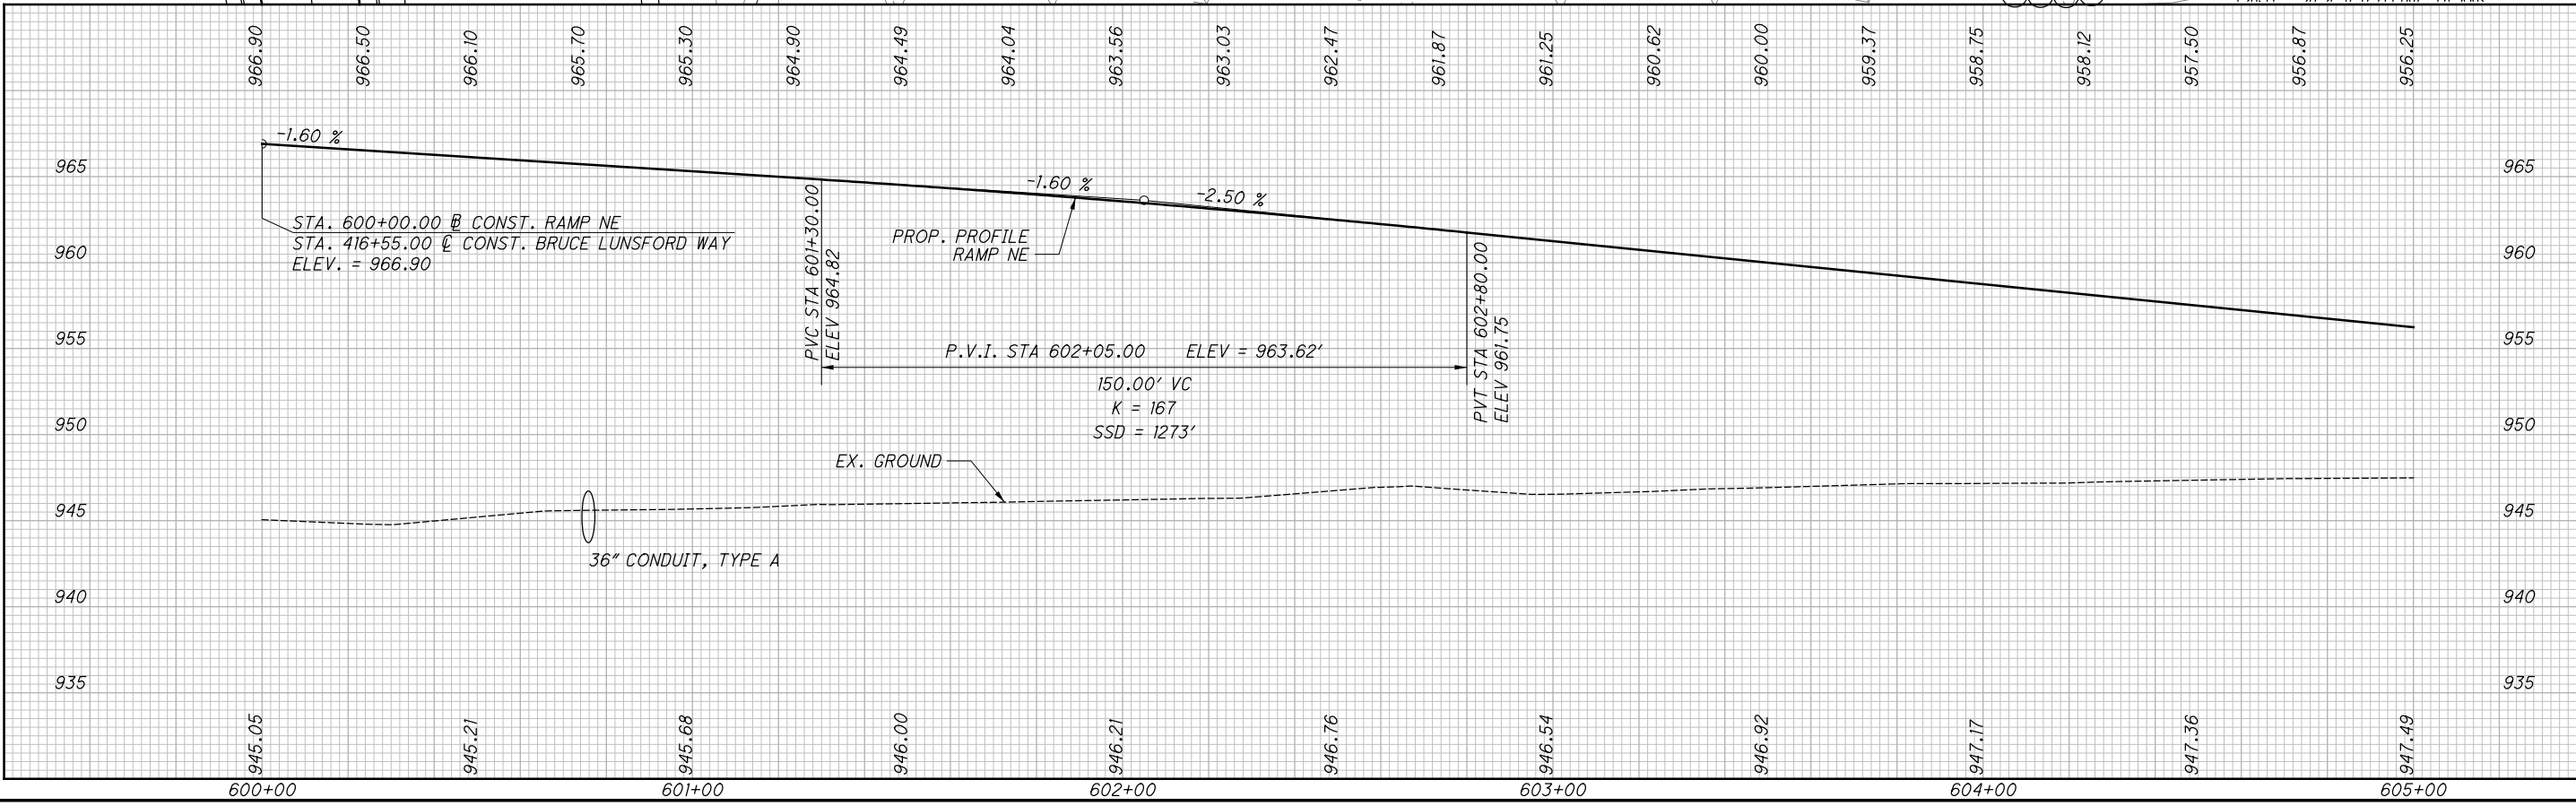 966.90 966.50 966.10 965.70 965.30 964.90 964.49 964.04 963.56 963.03 962.47 961.87 961.25 960.62 960.00 959.37 958.75 958.12 957.50 956.87 956.25
-1.60 %
965 965
-1.60 %
-2.50 %
STA. 600+00.00 ℄ CONST. RAMP NE
STA. 416+55.00 ℄ CONST. BRUCE LUNSFORD WAY
ELEV. = 966.90
PVC STA 601+30.00
ELEV 964.82
PROP. PROFILE
RAMP NE
960 960
PVT STA 602+80.00
ELEV 961.75
955 955
P.V.I. STA 602+05.00 ELEV = 963.62'
150.00' VC
K = 167
SSD = 1273'
950 950
EX. GROUND
945 945
36" CONDUIT, TYPE A
940 940
935 935
945.05 945.21 945.68 946.00 946.21 946.76 946.54 946.92 947.17 947.36 947.49
600+00 601+00 602+00 603+00 604+00 605+00